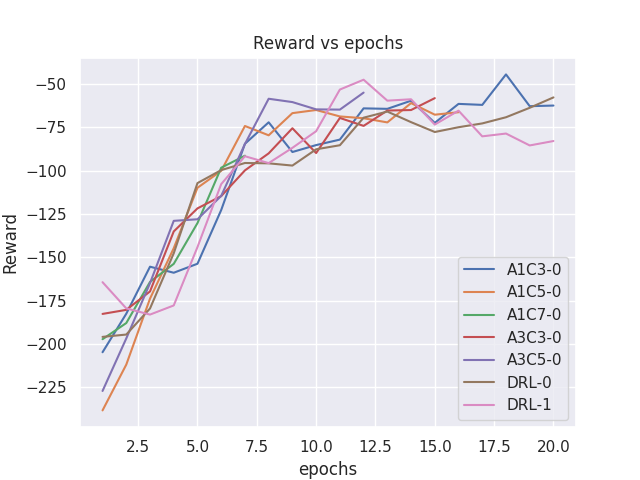 Reward vs epochs
Reward
−50
−75
−100
−125
−150
−175
−200
−225
2.5 5.0 7.5 10.0 12.5 15.0 17.5 20.0
epochs
A1C3-0
A1C5-0
A1C7-0
A3C3-0
A3C5-0
DRL-0
DRL-1